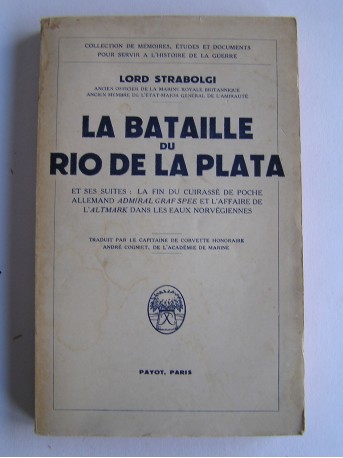 COLLECTION DE MÉMOIRES, ÉTUDES ET DOCUMENTS
POUR SERVIR A L'HISTOIRE DE LA GUERRE
LORD STRABOLGI
ANCIEN OFFICIER DE LA MARINE ROYALE BRITANNIQUE
ANCIEN MEMBRE DE L'ÉTAT-MAJOR GÉNÉRAL DE L'AMIRAUTÉ
LA BATAILLE
DU
RIO DE LA PLATA
ET SES SUITES : LA FIN DU CUIRASSÉ DE POCHE
ALLEMAND ADMIRAL GRAF SPEE ET L'AFFAIRE DE
L'ALTMARK DANS LES EAUX NORVÉGIENNES
TRADUIT PAR LE CAPITAINE DE CORVETTE HONORAIRE
ANDRÉ COGNIET, DE L'ACADÉMIE DE MARINE
PAYOT, PARIS